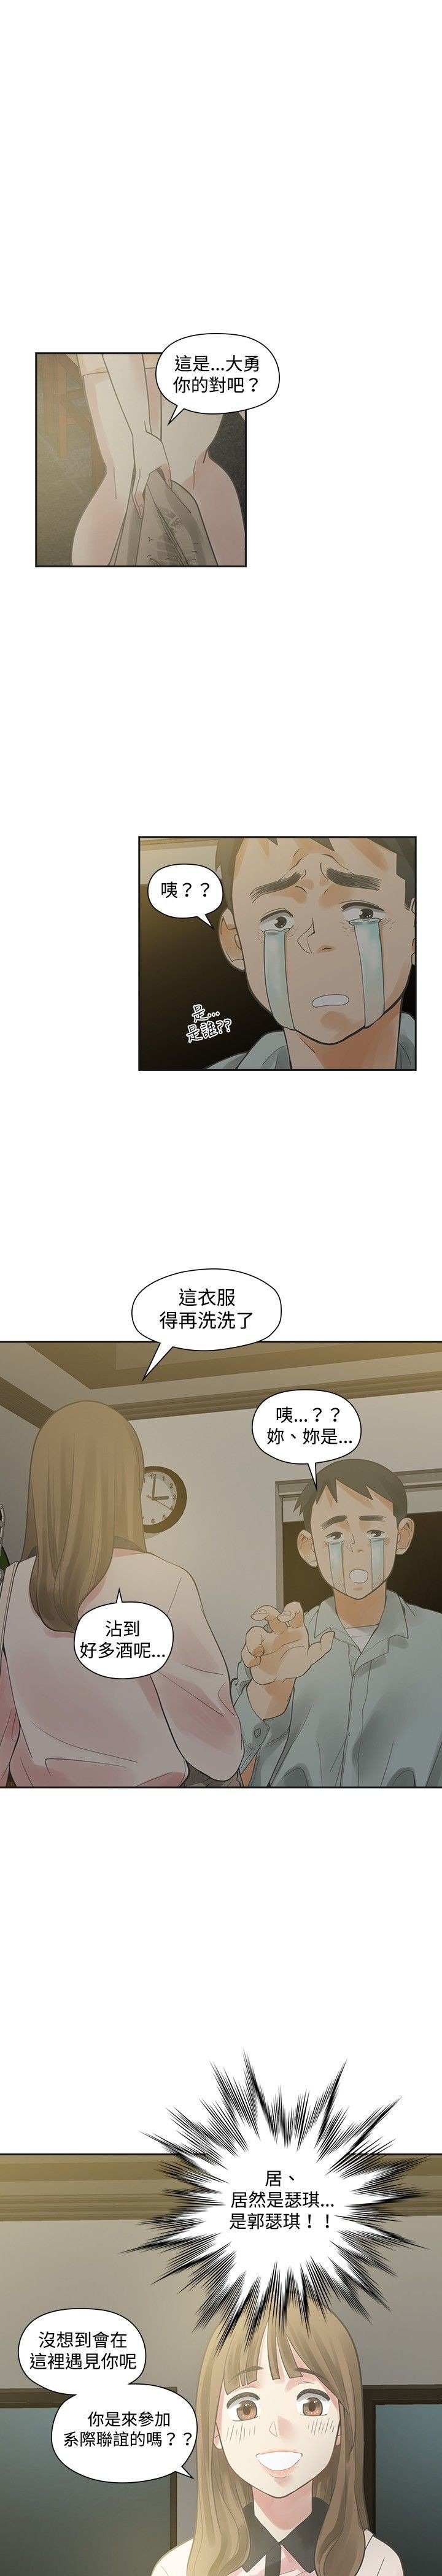 這是...大勇
你的對吧？
咦？？
是...
是誰??
這衣服
得再洗洗了
咦...？？
妳、妳是...
沾到
好多酒呢...
居、
居然是瑟琪...
是郭瑟琪！！
沒想到會在
這裡遇見你呢
你是來參加
系際聯誼的嗎？？